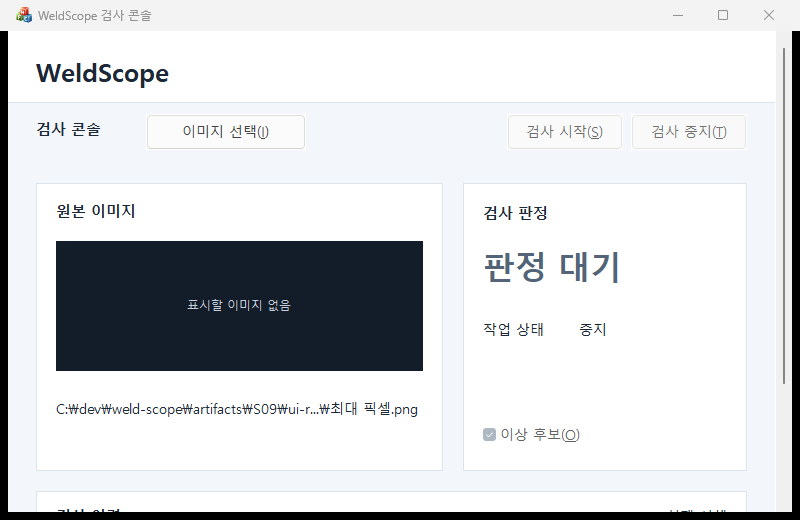 WeldScope 검사 콘솔
WeldScope
검사 콘솔
이미지 선택(I)
검사 시작(S)
검사 중지(T)
원본 이미지
표시할 이미지 없음
C:₩dev₩weld-scope₩artifacts₩S09₩ui-r...₩최대 픽셀.png
검사 판정
판정 대기
작업 상태 중지
이상 후보(O)